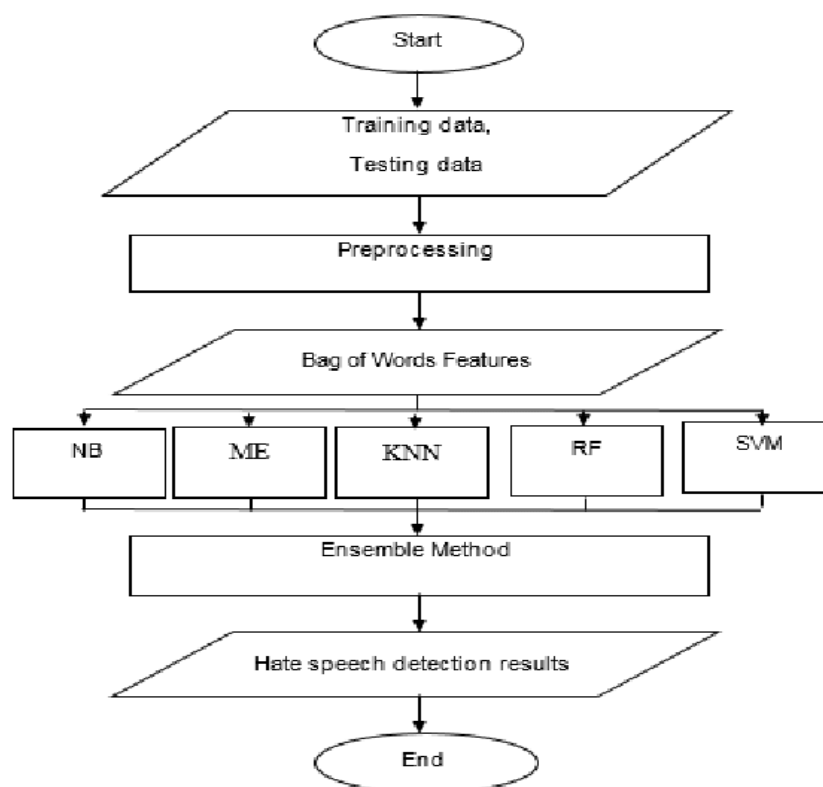 Start
Training data,
Testing data
Preprocessing
Bag of Words Features
NB
ME
KNN
RF
SVM
Ensemble Method
Hate speech detection results
End